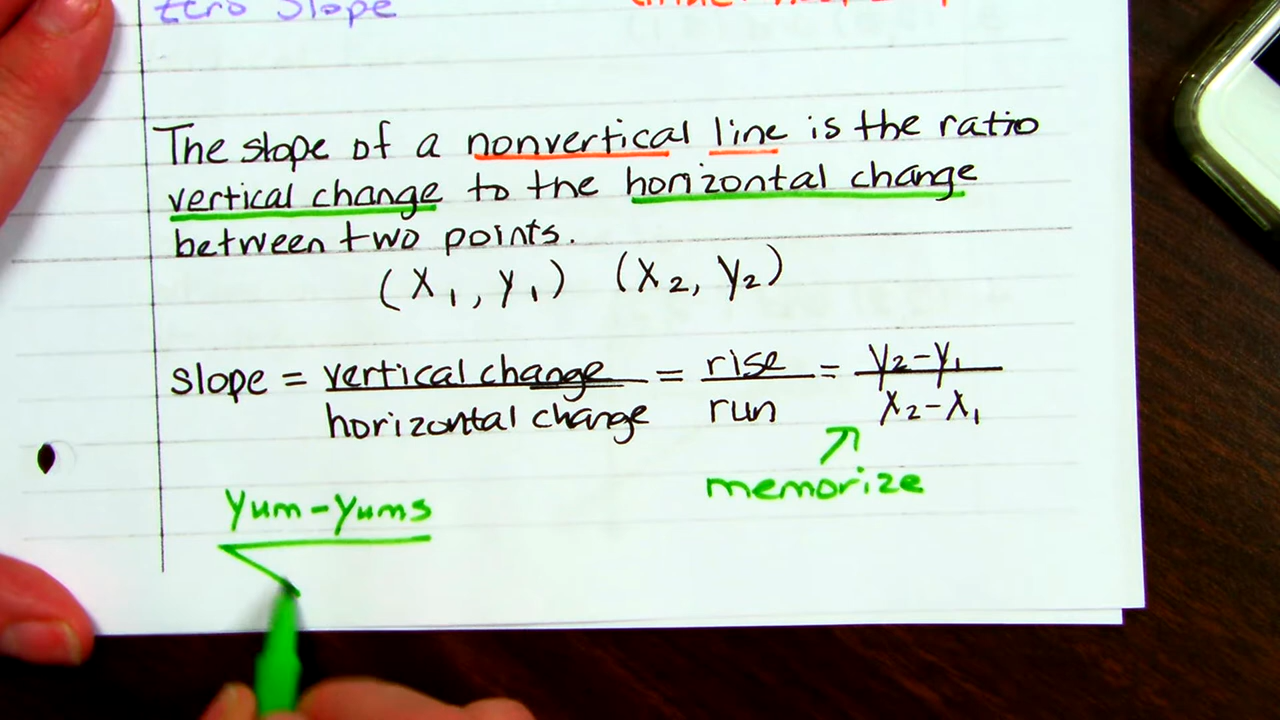 zero slope
The slope of a nonvertical line is the ratio
vertical change to the horizontal change
between two points.
(x₁, y₁) (x₂, y₂)
slope = vertical change / horizontal change = rise / run = y₂-y₁ / x₂-x₁
memorize
Yum-Yums